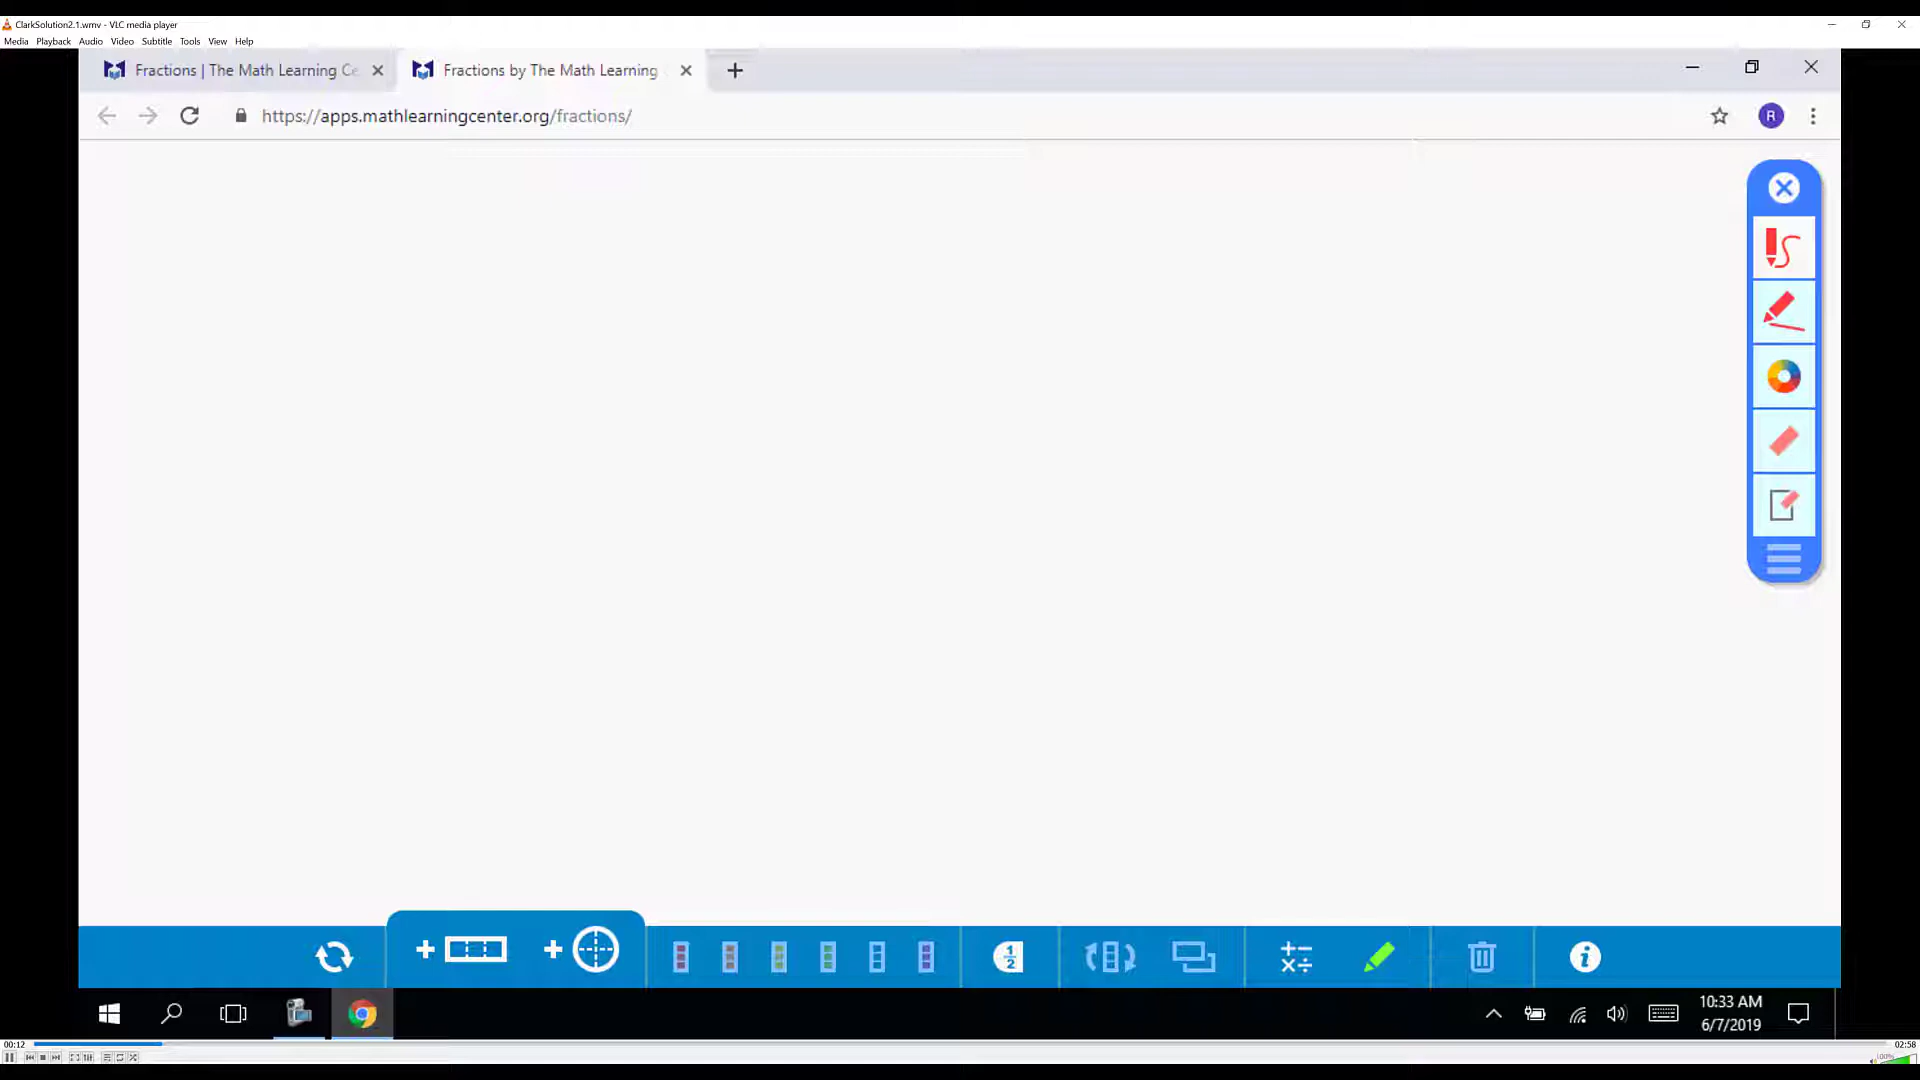 ClarkSolution2.1.wmv - VLC media player
Media Playback Audio Video Subtitle Tools View Help
Fractions | The Math Learning Ce
Fractions by The Math Learning
https://apps.mathlearningcenter.org/fractions/
R
1
2
10:33 AM
6/7/2019
00:12
02:58
100%